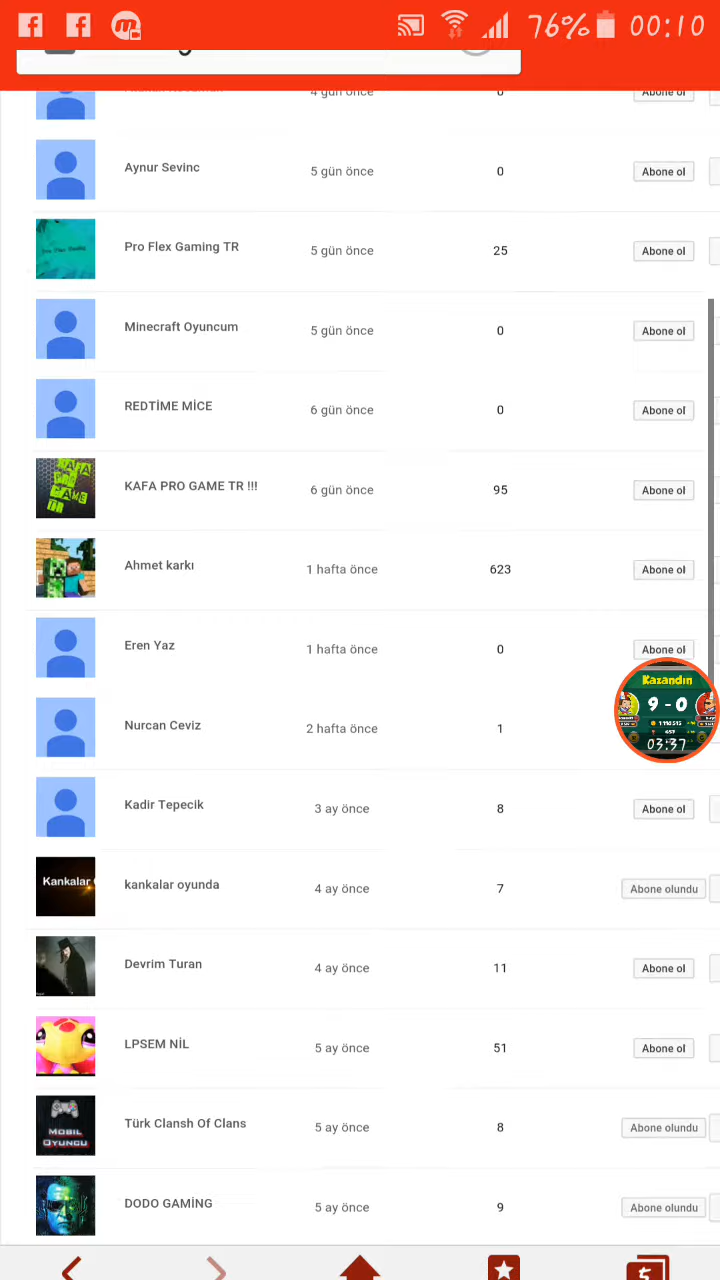 76% 00:10
4 gün önce 0 Abone ol
Aynur Sevinc 5 gün önce 0 Abone ol
Pro Flex Gaming TR 5 gün önce 25 Abone ol
Minecraft Oyuncum 5 gün önce 0 Abone ol
REDTİME MİCE 6 gün önce 0 Abone ol
KAFA PRO GAME TR !!! 6 gün önce 95 Abone ol
Ahmet karkı 1 hafta önce 623 Abone ol
Eren Yaz 1 hafta önce 0 Abone ol
Kazandın
9 - 0
03:37
Nurcan Ceviz 2 hafta önce 1
Kadir Tepecik 3 ay önce 8 Abone ol
Kankalar
kankalar oyunda 4 ay önce 7 Abone olundu
Devrim Turan 4 ay önce 11 Abone ol
LPSEM NİL 5 ay önce 51 Abone ol
MOBIL
OYUNCU
Türk Clansh Of Clans 5 ay önce 8 Abone olundu
DODO GAMİNG 5 ay önce 9 Abone olundu